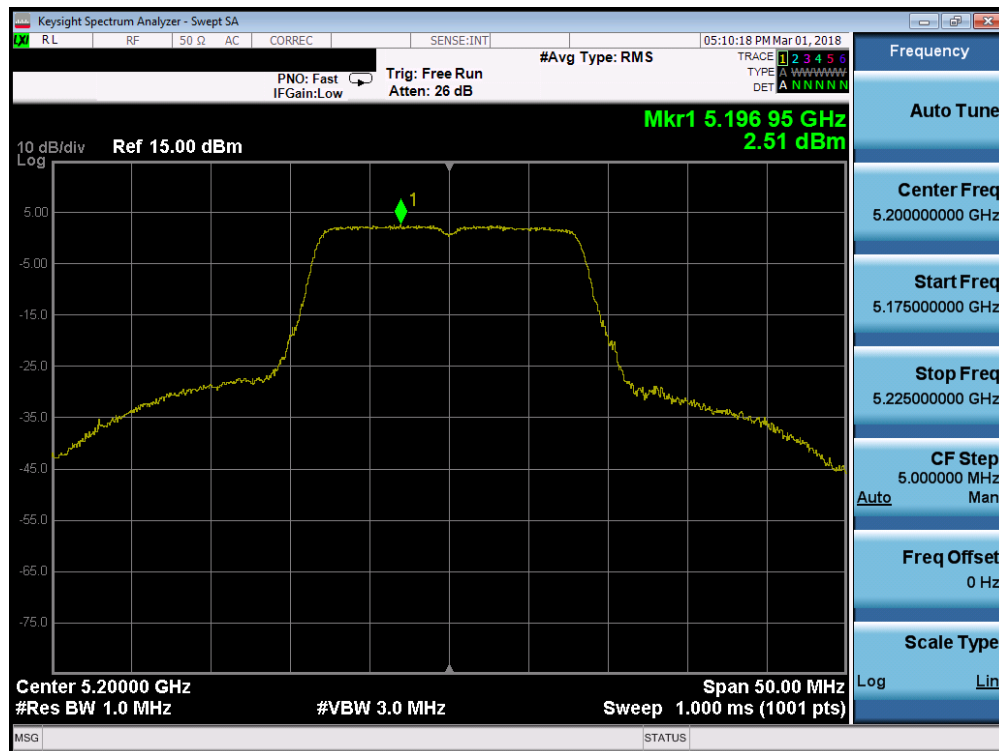 Keysight Spectrum Analyzer - Swept SA
LXI RL RF 50 Ω AC CORREC SENSE:INT 05:10:18 PM Mar 01, 2018
#Avg Type: RMS TRACE 1 2 3 4 5 6
PNO: Fast Trig: Free Run TYPE A WWWWW
IFGain:Low Atten: 26 dB DET A N N N N N
Mkr1 5.196 95 GHz
10 dB/div Ref 15.00 dBm 2.51 dBm
Log
1
5.00
-5.00
-15.0
-25.0
-35.0
-45.0
-55.0
-65.0
-75.0
Center 5.20000 GHz Span 50.00 MHz
#Res BW 1.0 MHz #VBW 3.0 MHz Sweep 1.000 ms (1001 pts)
MSG STATUS
Frequency
Auto Tune
Center Freq
5.200000000 GHz
Start Freq
5.175000000 GHz
Stop Freq
5.225000000 GHz
CF Step
5.000000 MHz
Auto Man
Freq Offset
0 Hz
Scale Type
Log Lin